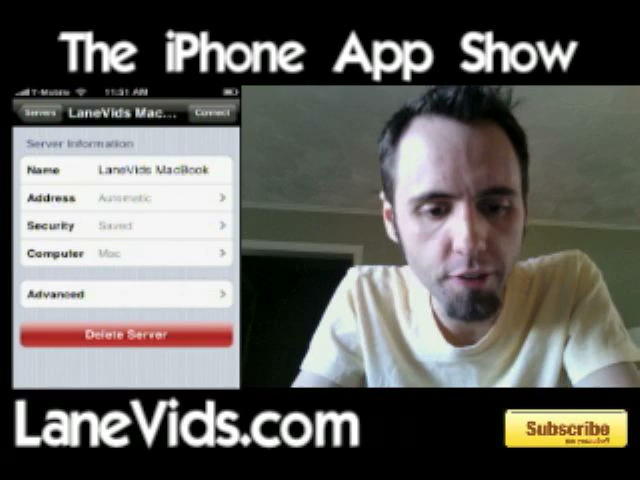 The iPhone App Show
T-Mobile 11:51 AM
Servers LaneVids Mac... Connect
Server Information
Name LaneVids MacBook
Address Automatic
Security Saved
Computer Mac
Advanced
Delete Server
LaneVids.com
Subscribe